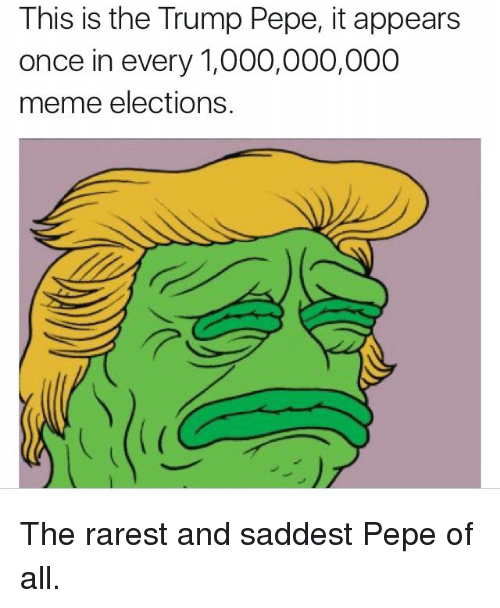 This is the Trump Pepe, it appears
once in every 1,000,000,000
meme elections.
The rarest and saddest Pepe of
all.